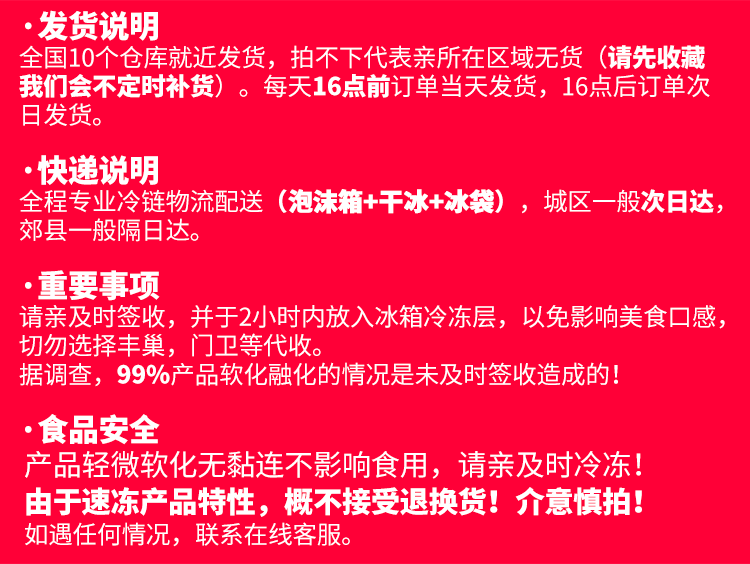 ·发货说明
全国10个仓库就近发货，拍不下代表亲所在区域无货（请先收藏
我们会不定时补货）。每天16点前订单当天发货，16点后订单次
日发货。
·快递说明
全程专业冷链物流配送（泡沫箱+干冰+冰袋），城区一般次日达，
郊县一般隔日达。
·重要事项
请亲及时签收，并于2小时内放入冰箱冷冻层，以免影响美食口感，
切勿选择丰巢，门卫等代收。
据调查，99%产品软化融化的情况是未及时签收造成的！
·食品安全
产品轻微软化无黏连不影响食用，请亲及时冷冻！
由于速冻产品特性，概不接受退换货！介意慎拍！
如遇任何情况，联系在线客服。